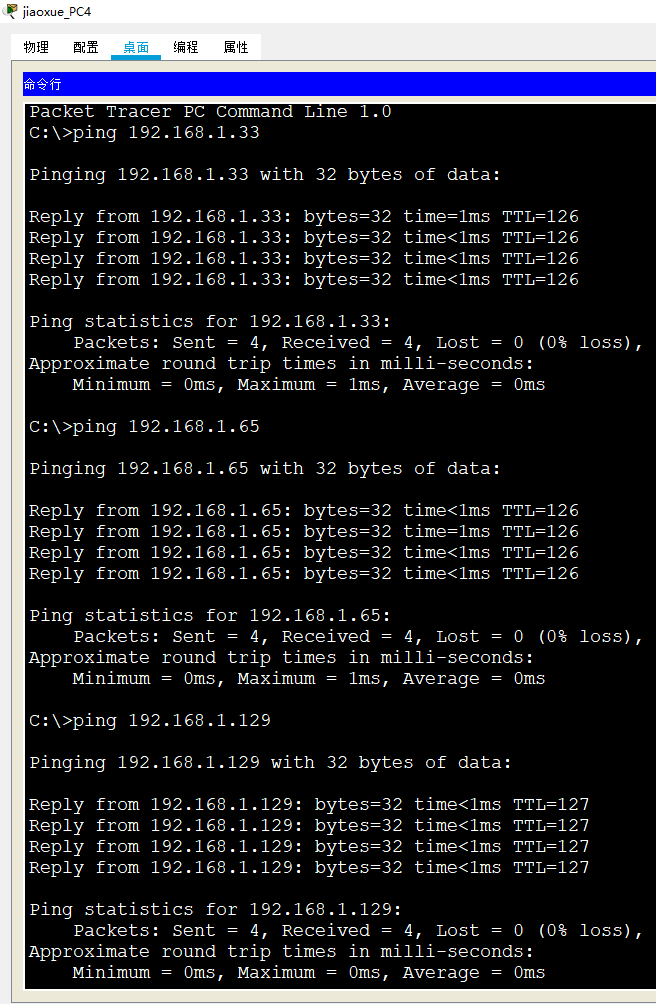 jiaoxue_PC4
物理 配置 桌面 编程 属性
命令行
Packet Tracer PC Command Line 1.0
C:\>ping 192.168.1.33
Pinging 192.168.1.33 with 32 bytes of data:
Reply from 192.168.1.33: bytes=32 time=1ms TTL=126
Reply from 192.168.1.33: bytes=32 time<1ms TTL=126
Reply from 192.168.1.33: bytes=32 time<1ms TTL=126
Reply from 192.168.1.33: bytes=32 time<1ms TTL=126
Ping statistics for 192.168.1.33:
Packets: Sent = 4, Received = 4, Lost = 0 (0% loss),
Approximate round trip times in milli-seconds:
Minimum = 0ms, Maximum = 1ms, Average = 0ms
C:\>ping 192.168.1.65
Pinging 192.168.1.65 with 32 bytes of data:
Reply from 192.168.1.65: bytes=32 time<1ms TTL=126
Reply from 192.168.1.65: bytes=32 time=1ms TTL=126
Reply from 192.168.1.65: bytes=32 time<1ms TTL=126
Reply from 192.168.1.65: bytes=32 time<1ms TTL=126
Ping statistics for 192.168.1.65:
Packets: Sent = 4, Received = 4, Lost = 0 (0% loss),
Approximate round trip times in milli-seconds:
Minimum = 0ms, Maximum = 1ms, Average = 0ms
C:\>ping 192.168.1.129
Pinging 192.168.1.129 with 32 bytes of data:
Reply from 192.168.1.129: bytes=32 time<1ms TTL=127
Reply from 192.168.1.129: bytes=32 time<1ms TTL=127
Reply from 192.168.1.129: bytes=32 time<1ms TTL=127
Reply from 192.168.1.129: bytes=32 time<1ms TTL=127
Ping statistics for 192.168.1.129:
Packets: Sent = 4, Received = 4, Lost = 0 (0% loss),
Approximate round trip times in milli-seconds:
Minimum = 0ms, Maximum = 0ms, Average = 0ms